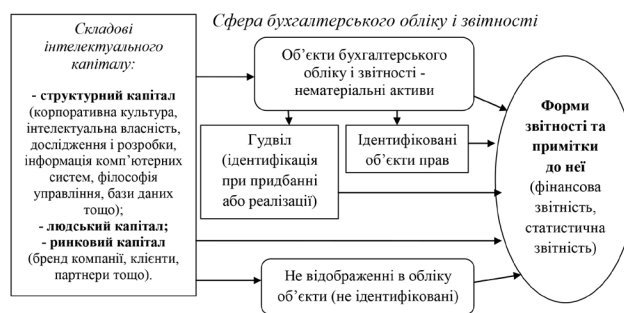 Сфера бухгалтерського обліку і звітності
Складові
інтелектуального
капіталу:
- структурний капітал
(корпоративна культура,
інтелектуальна власність,
дослідження і розробки,
інформація комп’ютерних
систем, філософія
управління, бази даних
тощо);
- людський капітал;
- ринковий капітал
(бренд компанії, клієнти,
партнери тощо).
Об’єкти бухгалтерського
обліку і звітності -
нематеріальні активи
Гудвіл
(ідентифікація
при придбанні
або реалізації)
Ідентифіковані
об’єкти прав
Не відображенні в обліку
об’єкти (не ідентифіковані)
Форми
звітності та
примітки
до неї
(фінансова
звітність,
статистична
звітність)